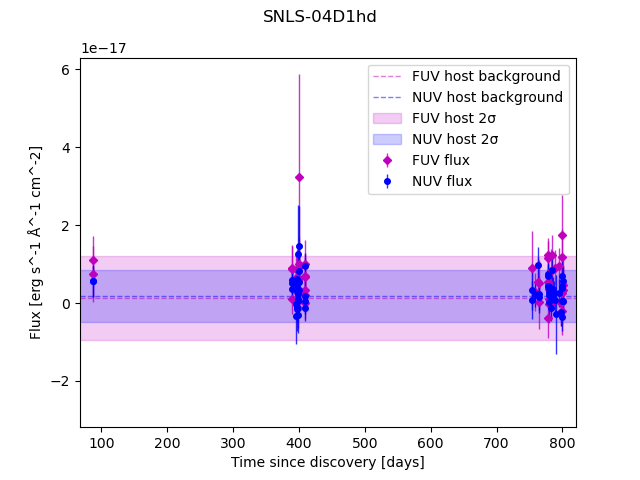 SNLS-04D1hd
1e−17
6
4
2
0
−2
Flux [erg s^-1 Å^-1 cm^-2]
FUV host background
NUV host background
FUV host 2σ
NUV host 2σ
FUV flux
NUV flux
100 200 300 400 500 600 700 800
Time since discovery [days]